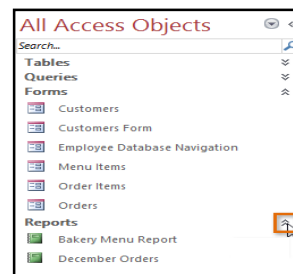 All Access Objects
Search...
Tables
Queries
Forms
Customers
Customers Form
Employee Database Navigation
Menu Items
Order Items
Orders
Reports
Bakery Menu Report
December Orders